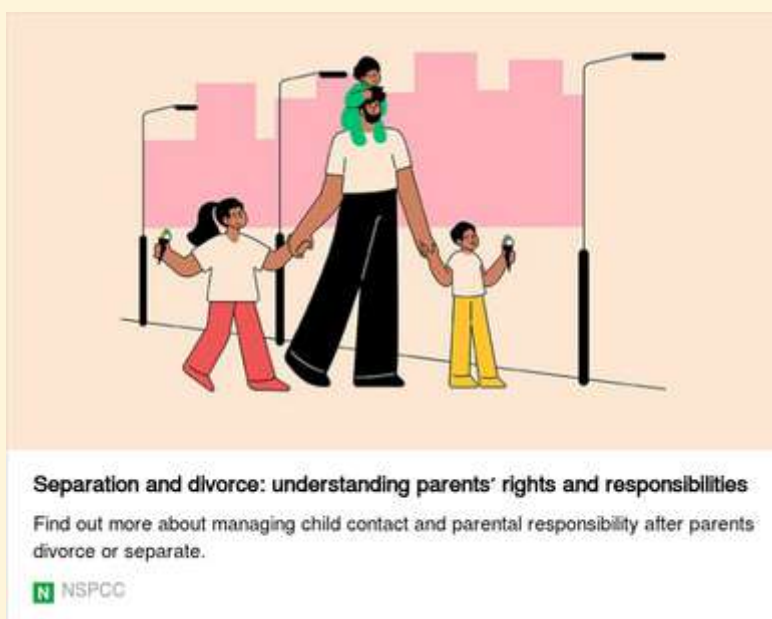 Separation and divorce: understanding parents' rights and responsibilities
Find out more about managing child contact and parental responsibility after parents
divorce or separate.
N NSPCC